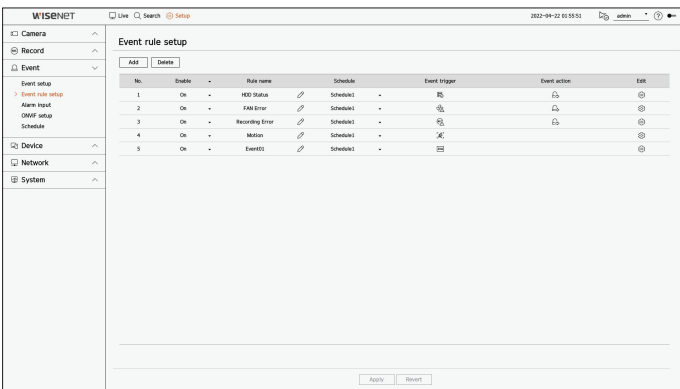 WISENET
Live Search Setup 2022-04-22 01:55:51 admin ?
Camera
Record
Event
Event setup
> Event rule setup
Alarm input
ONVIF setup
Schedule
Device
Network
System
Event rule setup
Add Delete
No. Enable Rule name Schedule Event trigger Event action Edit
1 On HDD Status Schedule1
2 On FAN Error Schedule1
3 On Recording Error Schedule1
4 On Motion Schedule1
5 On Event01 Schedule1
Apply Revert